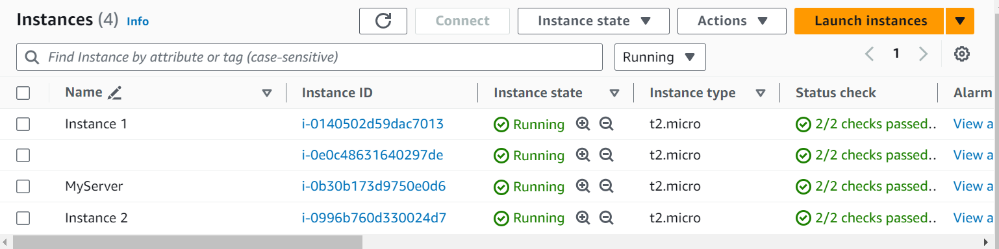 Instances (4) Info Connect Instance state Actions Launch instances
Find Instance by attribute or tag (case-sensitive) Running 1
Name Instance ID Instance state Instance type Status check Alarm
Instance 1 i-0140502d59dac7013 Running t2.micro 2/2 checks passed.. View a
i-0e0c48631640297de Running t2.micro 2/2 checks passed.. View a
MyServer i-0b30b173d9750e0d6 Running t2.micro 2/2 checks passed.. View a
Instance 2 i-0996b760d330024d7 Running t2.micro 2/2 checks passed.. View a